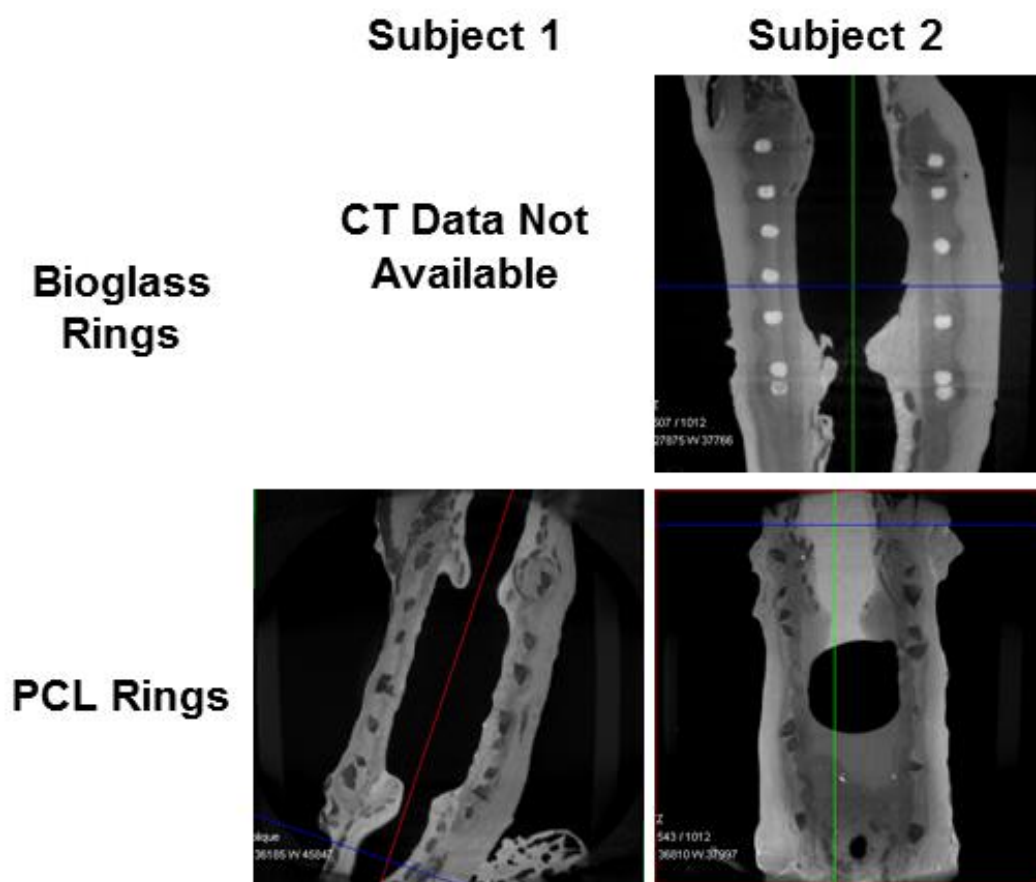 Subject 1
Subject 2
CT Data Not
Available
Bioglass
Rings
Z
507 / 1012
27875 W 37766
PCL Rings
oblique
36185 W 45847
Z
543 / 1012
36810 W 37997